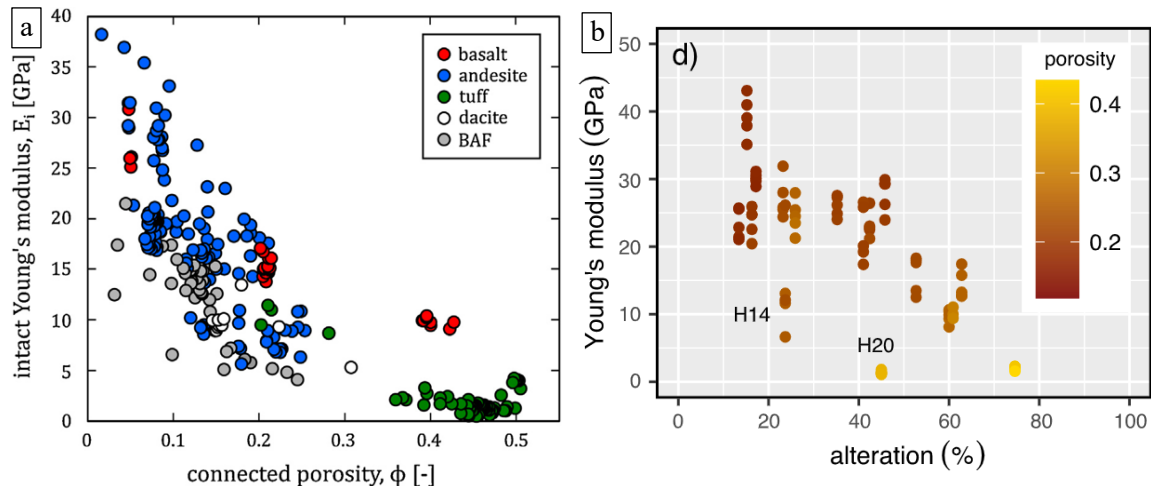 a
intact Young's modulus, Eᵢ [GPa]
40
35
30
25
20
15
10
5
0
basalt
andesite
tuff
dacite
BAF
0
0.1
0.2
0.3
0.4
0.5
connected porosity, ϕ [-]
b
d)
Young's modulus (GPa)
50
40
30
20
10
0
porosity
0.4
0.3
0.2
H14
H20
0
20
40
60
80
100
alteration (%)